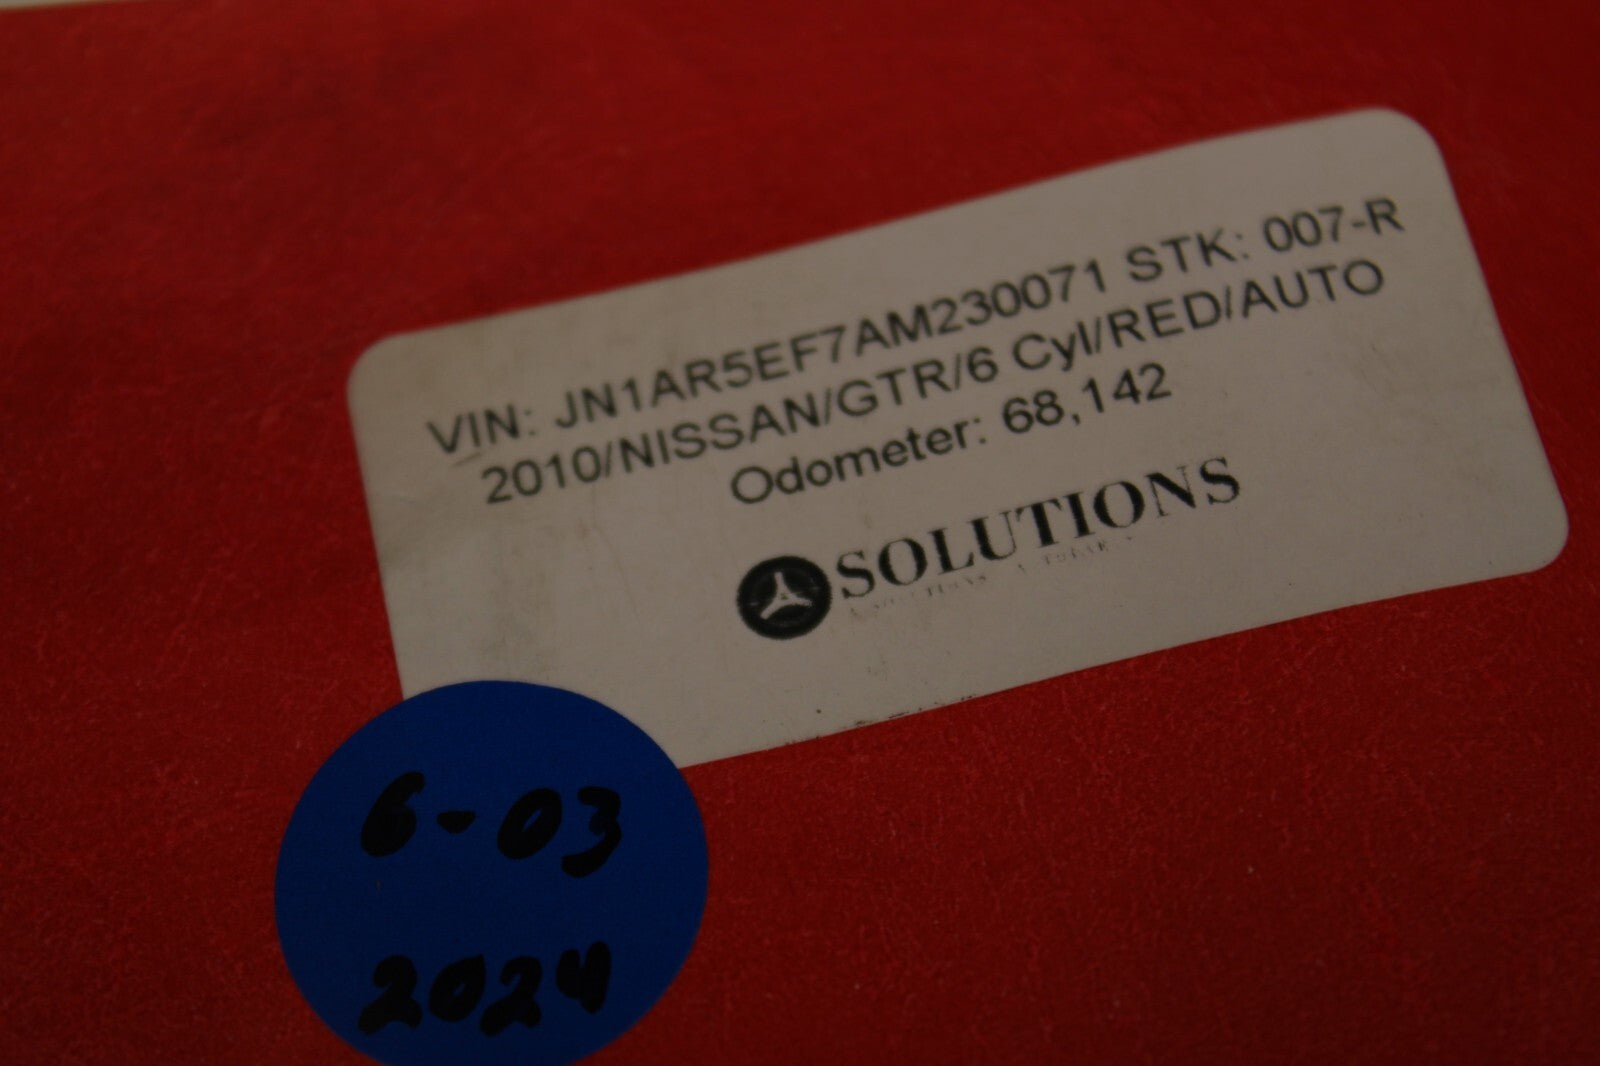 VIN: JN1AR5EF7AM230071 STK: 007-R
2010/NISSAN/GTR/6 Cyl/RED/AUTO
Odometer: 68,142
SOLUTIONS
6-03
2024